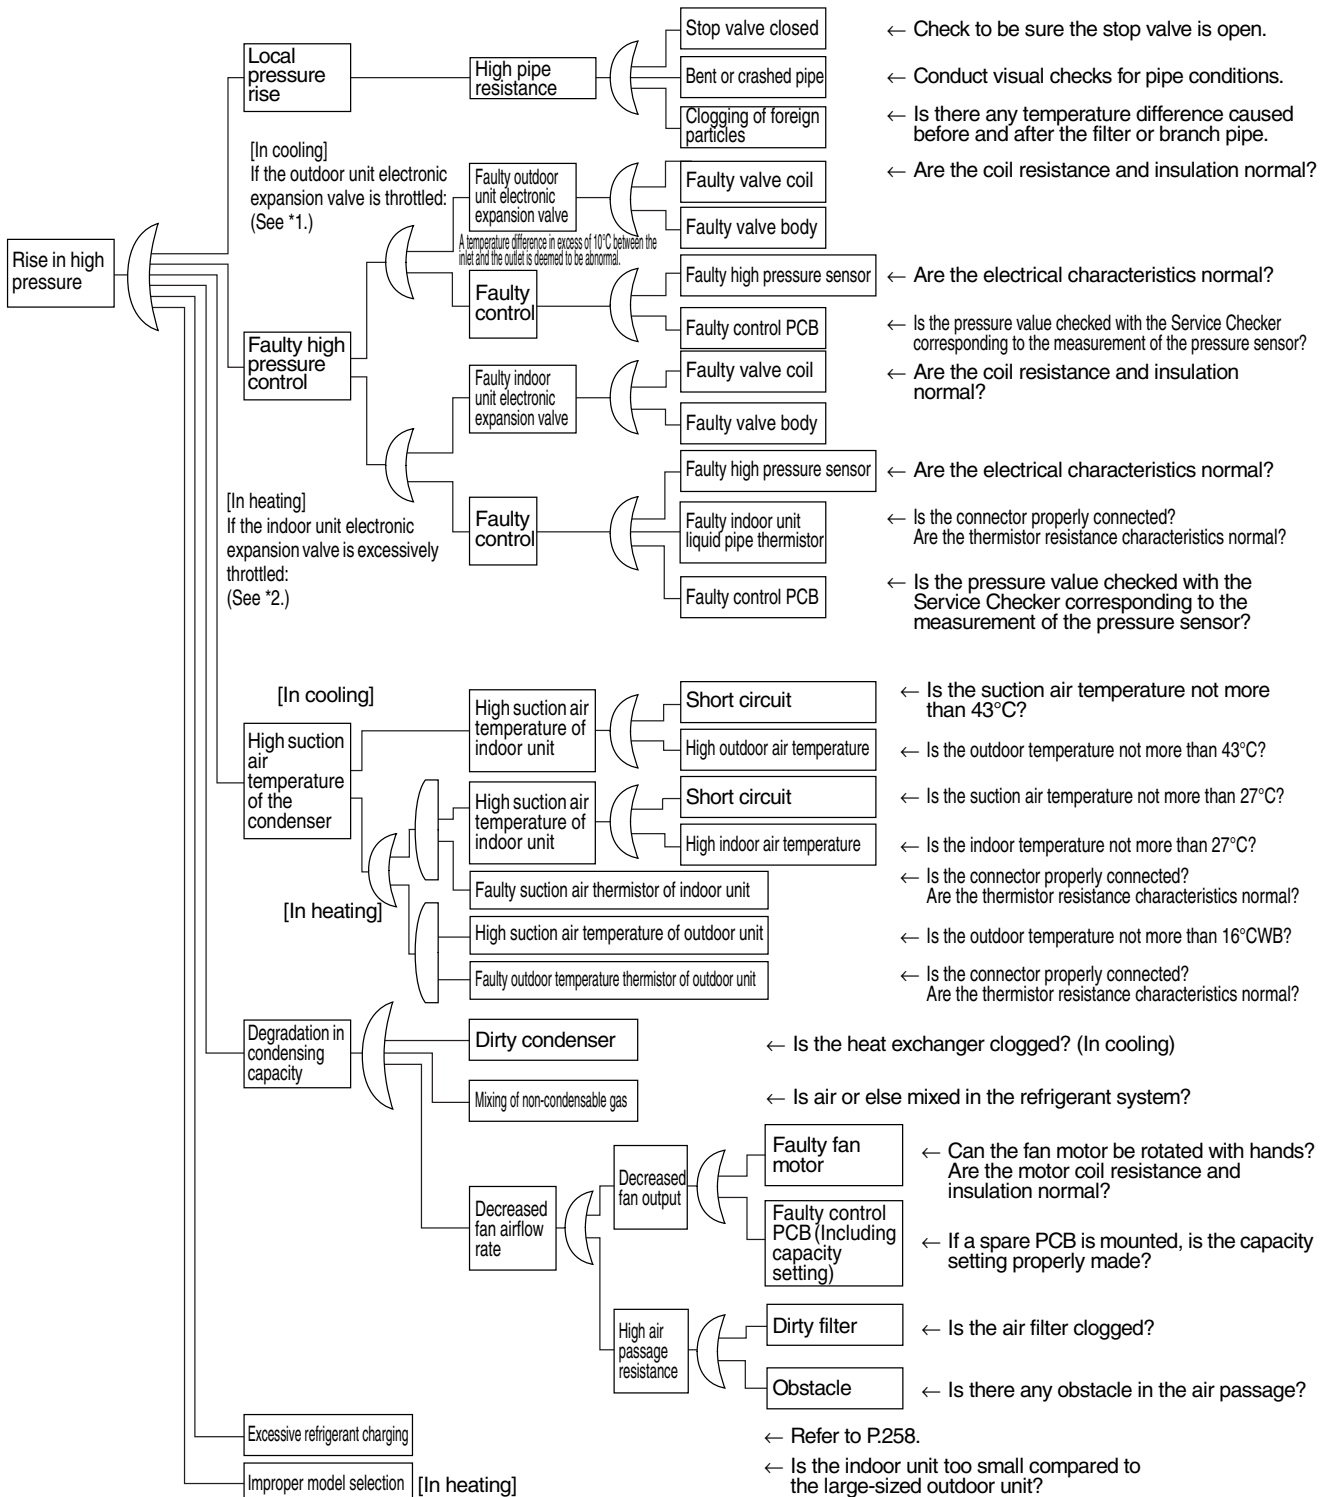 Stop valve closed
← Check to be sure the stop valve is open.
Local
pressure
rise
High pipe
resistance
Bent or crashed pipe
← Conduct visual checks for pipe conditions.
Clogging of foreign
particles
← Is there any temperature difference caused
before and after the filter or branch pipe.
[In cooling]
If the outdoor unit electronic
expansion valve is throttled:
(See *1.)
Faulty outdoor
unit electronic
expansion valve
Faulty valve coil
← Are the coil resistance and insulation normal?
Faulty valve body
A temperature difference in excess of 10°C between the
inlet and the outlet is deemed to be abnormal.
Rise in high
pressure
Faulty
control
Faulty high pressure sensor
← Are the electrical characteristics normal?
Faulty control PCB
← Is the pressure value checked with the Service Checker
corresponding to the measurement of the pressure sensor?
Faulty high
pressure
control
Faulty indoor
unit electronic
expansion valve
Faulty valve coil
← Are the coil resistance and insulation
normal?
Faulty valve body
Faulty high pressure sensor
← Are the electrical characteristics normal?
[In heating]
If the indoor unit electronic
expansion valve is excessively
throttled:
(See *2.)
Faulty
control
Faulty indoor unit
liquid pipe thermistor
← Is the connector properly connected?
Are the thermistor resistance characteristics normal?
Faulty control PCB
← Is the pressure value checked with the
Service Checker corresponding to the
measurement of the pressure sensor?
[In cooling]
High suction air
temperature of
indoor unit
Short circuit
← Is the suction air temperature not more
than 43°C?
High outdoor air temperature
← Is the outdoor temperature not more than 43°C?
High suction
air
temperature
of the
condenser
High suction air
temperature of
indoor unit
Short circuit
← Is the suction air temperature not more than 27°C?
High indoor air temperature
← Is the indoor temperature not more than 27°C?
Faulty suction air thermistor of indoor unit
← Is the connector properly connected?
Are the thermistor resistance characteristics normal?
[In heating]
High suction air temperature of outdoor unit
← Is the outdoor temperature not more than 16°CWB?
Faulty outdoor temperature thermistor of outdoor unit
← Is the connector properly connected?
Are the thermistor resistance characteristics normal?
Degradation in
condensing
capacity
Dirty condenser
← Is the heat exchanger clogged? (In cooling)
Mixing of non-condensable gas
← Is air or else mixed in the refrigerant system?
Decreased
fan airflow
rate
Decreased
fan output
Faulty fan
motor
← Can the fan motor be rotated with hands?
Are the motor coil resistance and
insulation normal?
Faulty control
PCB (Including
capacity
setting)
← If a spare PCB is mounted, is the capacity
setting properly made?
High air
passage
resistance
Dirty filter
← Is the air filter clogged?
Obstacle
← Is there any obstacle in the air passage?
Excessive refrigerant charging
← Refer to P.258.
Improper model selection
[In heating]
← Is the indoor unit too small compared to
the large-sized outdoor unit?